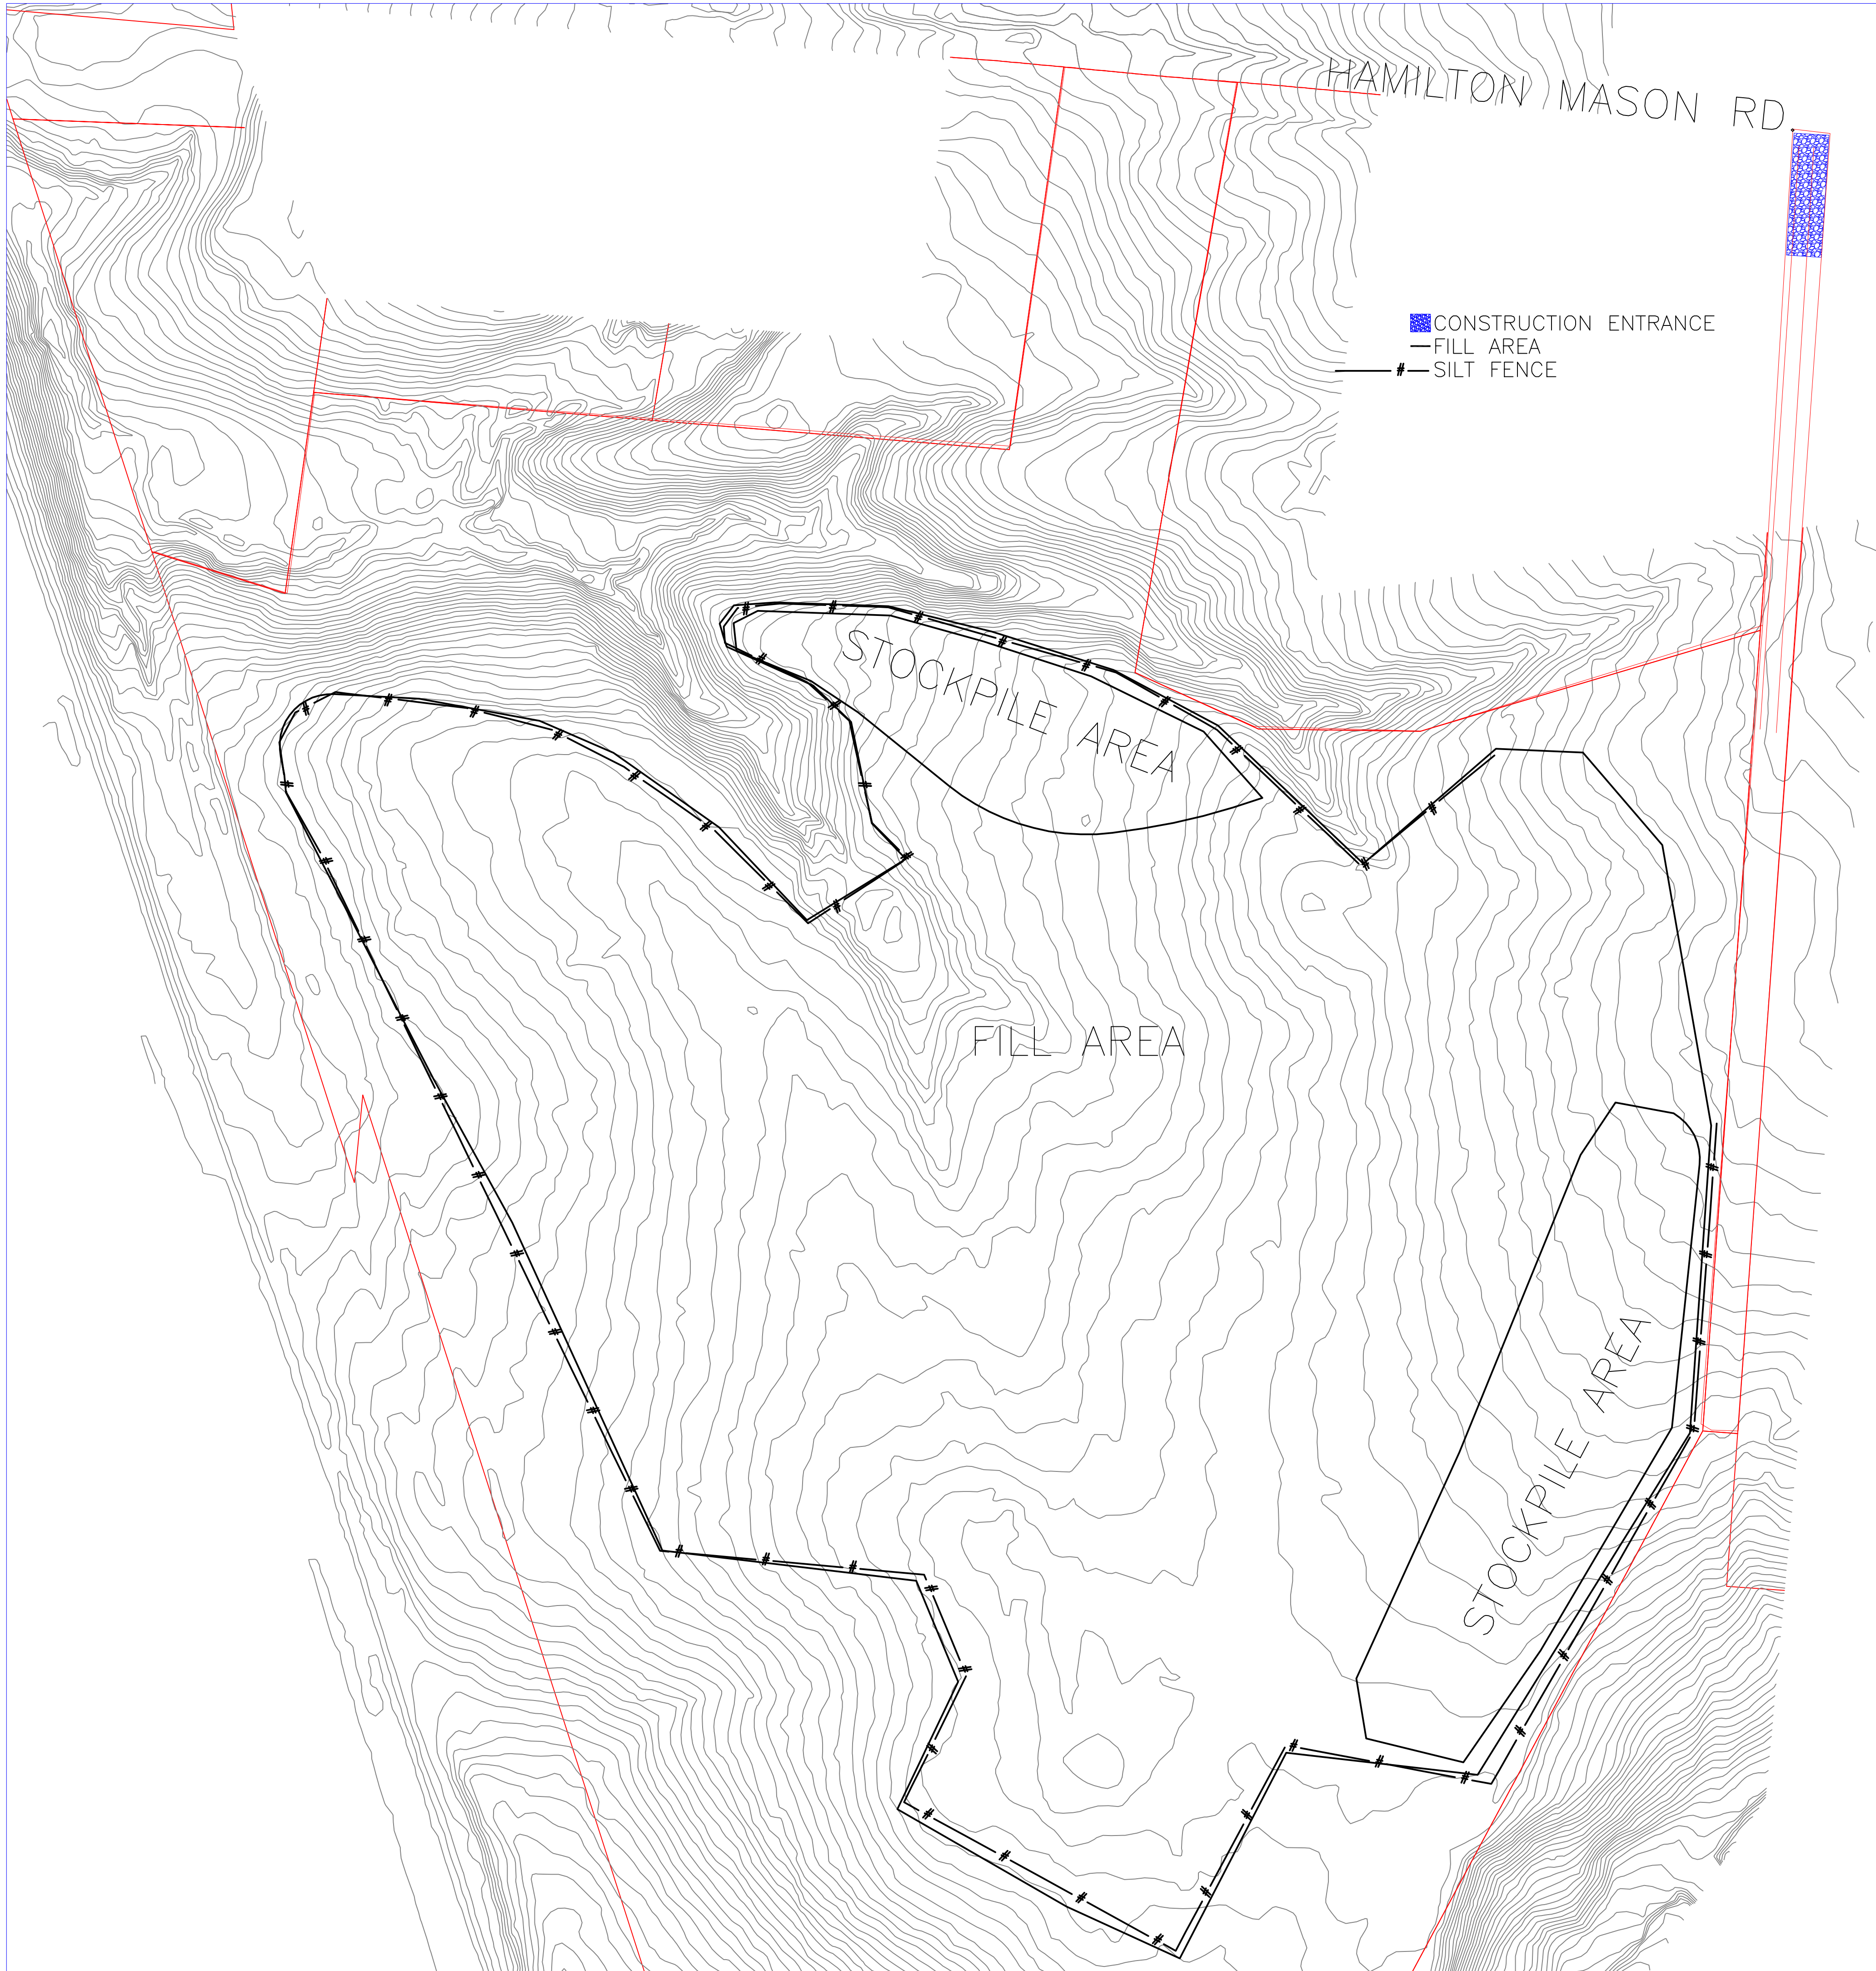 HAMILTON MASON RD
CONSTRUCTION ENTRANCE
FILL AREA
SILT FENCE
STOCKPILE AREA
FILL AREA
STOCKPILE AREA